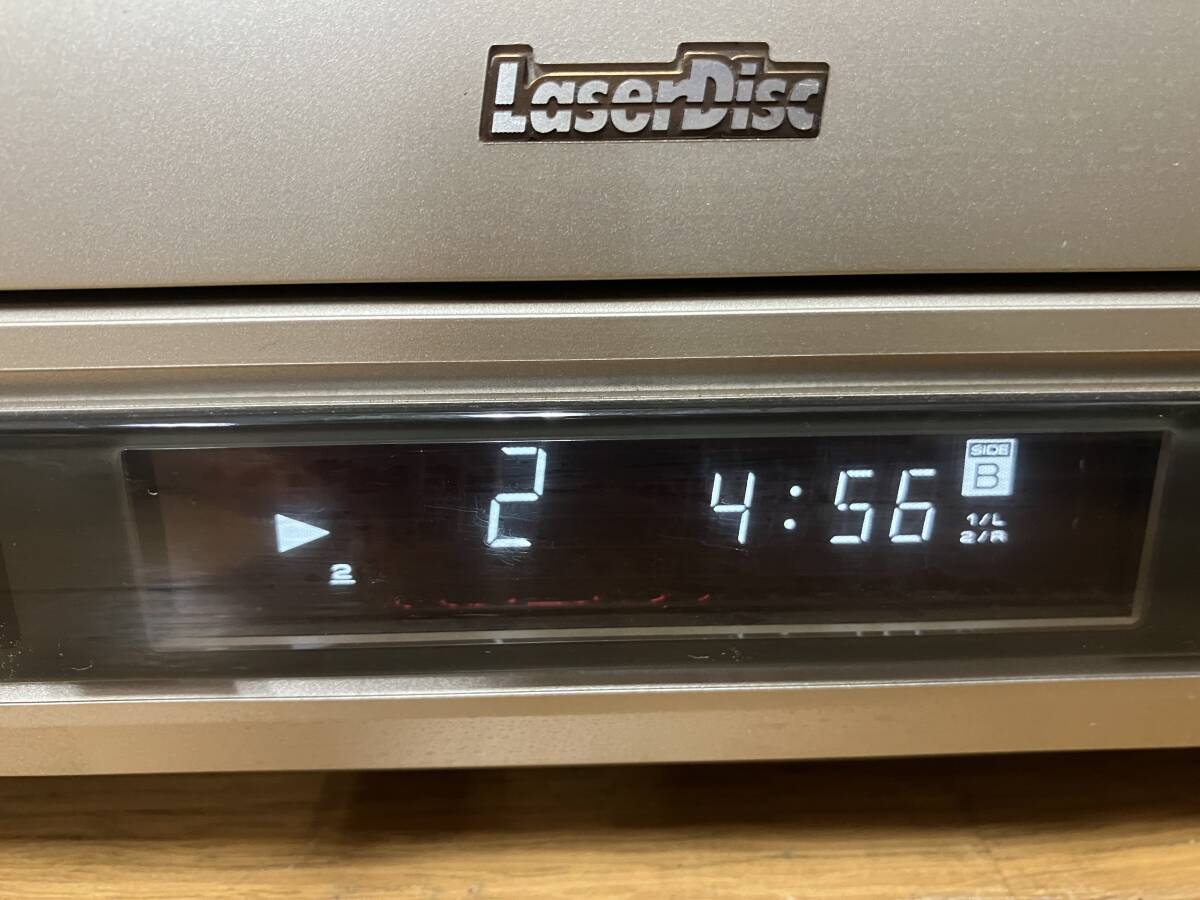 LaserDisc
2 4:56
SIDE
B
1/L
2/R
2